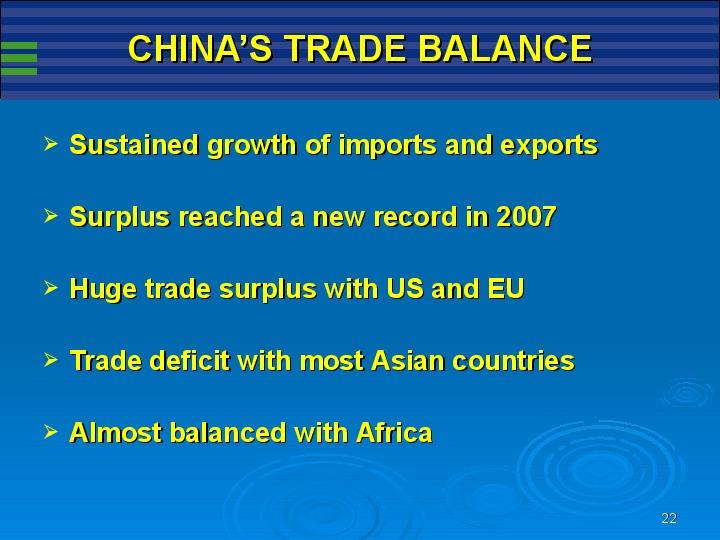 CHINA’S TRADE BALANCE
➢ Sustained growth of imports and exports
➢ Surplus reached a new record in 2007
➢ Huge trade surplus with US and EU
➢ Trade deficit with most Asian countries
➢ Almost balanced with Africa
22